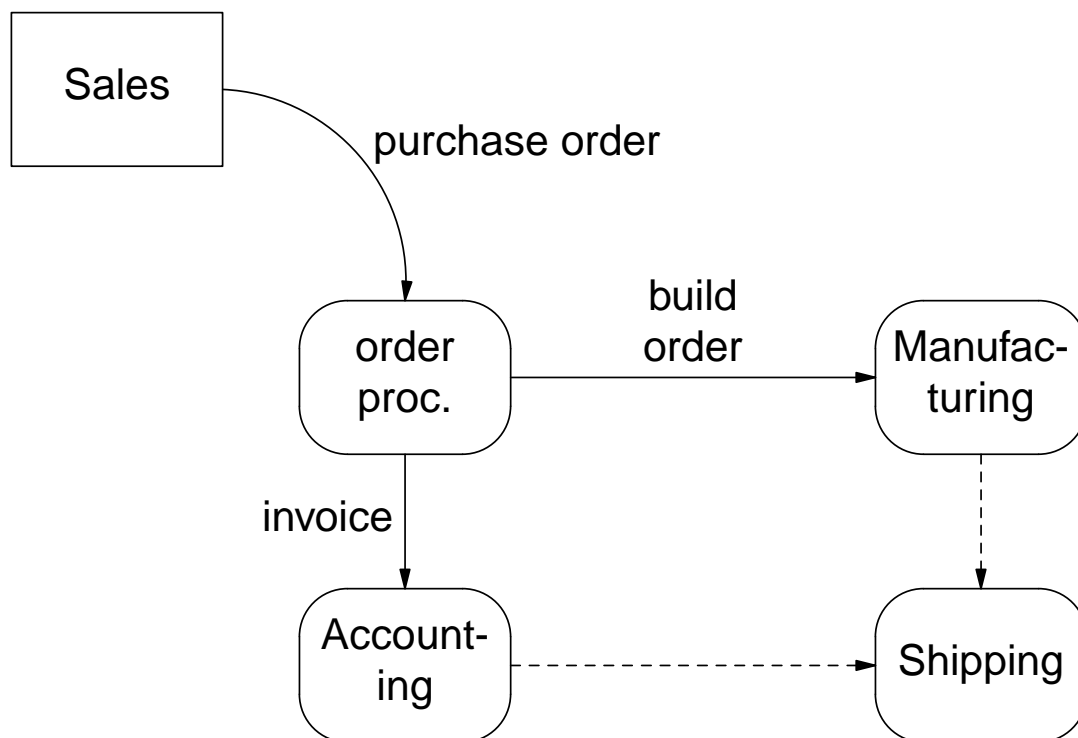 Sales
purchase order
build
order
order
proc.
Manufac-
turing
invoice
Account-
ing
Shipping